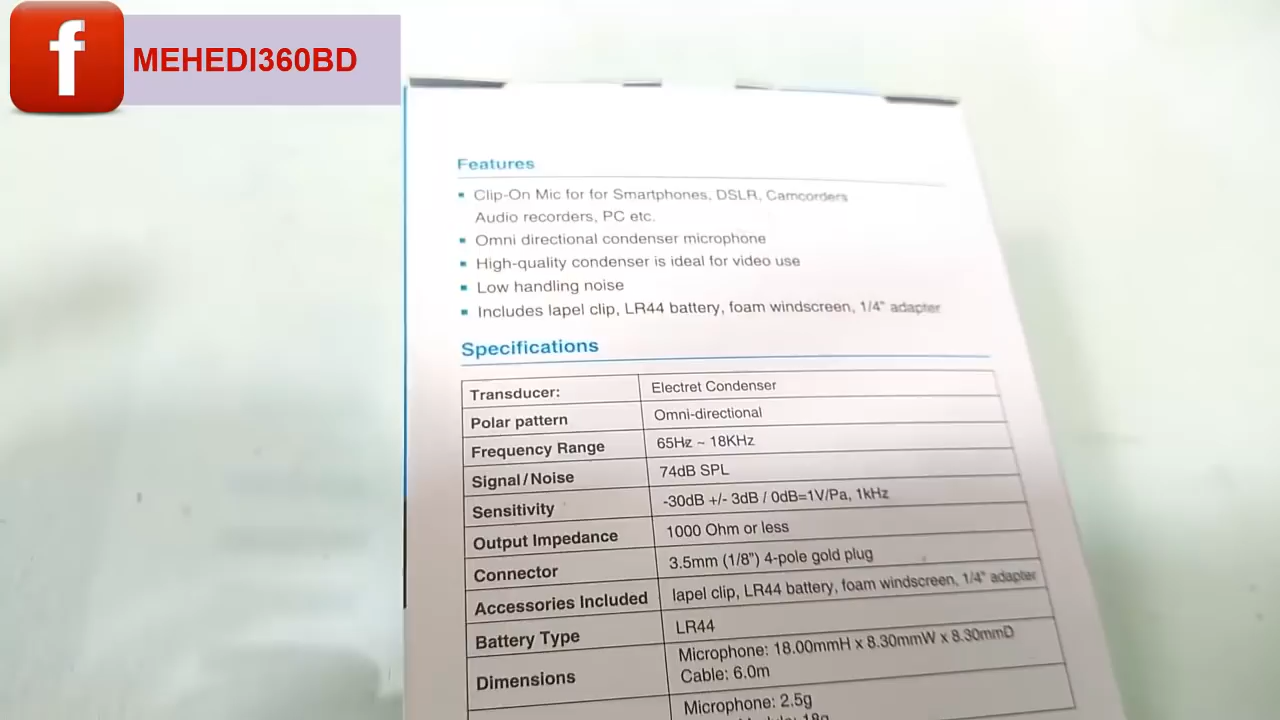 f MEHEDI360BD
Features
Clip-On Mic for for Smartphones, DSLR, Camcorders
Audio recorders, PC etc.
Omni directional condenser microphone
High-quality condenser is ideal for video use
Low handling noise
Includes lapel clip, LR44 battery, foam windscreen, 1/4" adapter
Specifications
Transducer: Electret Condenser
Polar pattern Omni-directional
Frequency Range 65Hz ~ 18KHz
Signal/Noise 74dB SPL
Sensitivity -30dB +/- 3dB / 0dB=1V/Pa, 1kHz
Output Impedance 1000 Ohm or less
Connector 3.5mm (1/8") 4-pole gold plug
Accessories Included lapel clip, LR44 battery, foam windscreen, 1/4" adapter
Battery Type LR44
Dimensions Microphone: 18.00mmH x 8.30mmW x 8.30mmD
Cable: 6.0m
Microphone: 2.5g